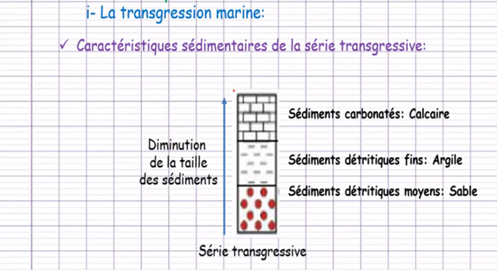 i- La transgression marine:
✓ Caractéristiques sédimentaires de la série transgressive:
Sédiments carbonatés: Calcaire
Diminution
de la taille
des sédiments
Sédiments détritiques fins: Argile
Sédiments détritiques moyens: Sable
Série transgressive